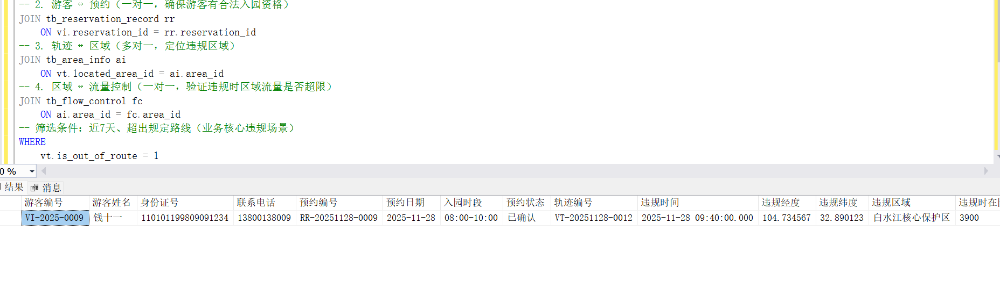 -- 2. 游客 ↔ 预约（一对一，确保游客有合法入园资格）
JOIN tb_reservation_record rr
ON vi.reservation_id = rr.reservation_id
-- 3. 轨迹 ↔ 区域（多对一，定位违规区域）
JOIN tb_area_info ai
ON vt.located_area_id = ai.area_id
-- 4. 区域 ↔ 流量控制（一对一，验证违规时区域流量是否超限）
JOIN tb_flow_control fc
ON ai.area_id = fc.area_id
-- 筛选条件：近7天、超出规定路线（业务核心违规场景）
WHERE
vt.is_out_of_route = 1
0 %
结果 消息
游客编号 游客姓名 身份证号 联系电话 预约编号 预约日期 入园时段 预约状态 轨迹编号 违规时间 违规经度 违规纬度 违规区域 违规时在
VI-2025-0009 钱十一 110101199809091234 13800138009 RR-20251128-0009 2025-11-28 08:00-10:00 已确认 VT-20251128-0012 2025-11-28 09:40:00.000 104.734567 32.890123 白水江核心保护区 3900